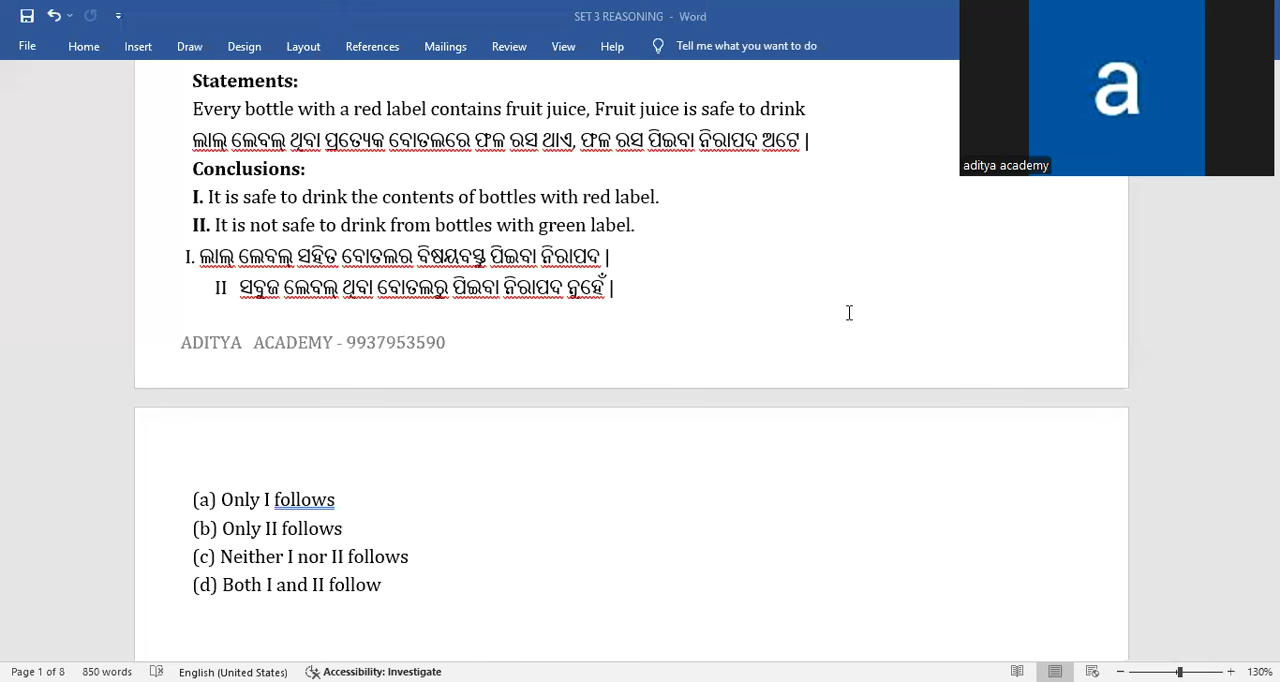 SET 3 REASONING - Word
File Home Insert Draw Design Layout References Mailings Review View Help Tell me what you want to do
a
aditya academy
Statements:
Every bottle with a red label contains fruit juice, Fruit juice is safe to drink
ଲାଲ୍ ଲେବଲ୍ ଥିବା ପ୍ରତ୍ୟେକ ବୋତଲରେ ଫଳ ରସ ଥାଏ, ଫଳ ରସ ପିଇବା ନିରାପଦ ଅଟେ |
Conclusions:
I. It is safe to drink the contents of bottles with red label.
II. It is not safe to drink from bottles with green label.
I. ଲାଲ୍ ଲେବଲ୍ ସହିତ ବୋତଲର ବିଷୟବସ୍ତୁ ପିଇବା ନିରାପଦ |
II ସବୁଜ ଲେବଲ୍ ଥିବା ବୋତଲରୁ ପିଇବା ନିରାପଦ ନୁହେଁ |
ADITYA ACADEMY - 9937953590
(a) Only I follows
(b) Only II follows
(c) Neither I nor II follows
(d) Both I and II follow
Page 1 of 8 850 words English (United States) Accessibility: Investigate 130%